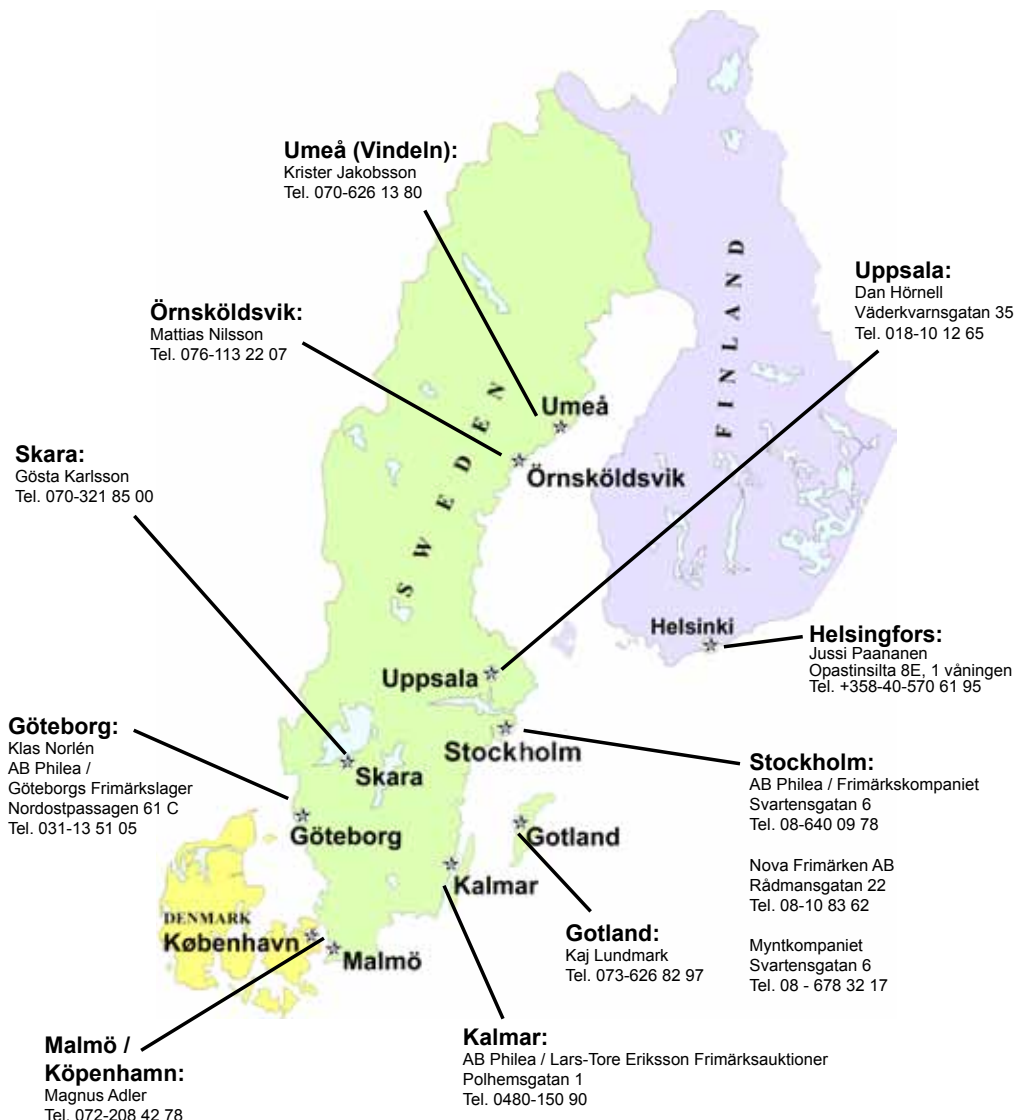 Umeå (Vindeln):
Krister Jakobsson
Tel. 070-626 13 80
Örnsköldsvik:
Mattias Nilsson
Tel. 076-113 22 07
Uppsala:
Dan Hörnell
Väderkvarnsgatan 35
Tel. 018-10 12 65
Skara:
Gösta Karlsson
Tel. 070-321 85 00
SWEDEN
FINLAND
Umeå
Örnsköldsvik
Helsinki
Helsingfors:
Jussi Paananen
Opastinsilta 8E, 1 våningen
Tel. +358-40-570 61 95
Uppsala
Stockholm
Skara
Göteborg
Gotland
Kalmar
DENMARK
København
Malmö
Göteborg:
Klas Norlén
AB Philea /
Göteborgs Frimärkslager
Nordostpassagen 61 C
Tel. 031-13 51 05
Stockholm:
AB Philea / Frimärkskompaniet
Svartensgatan 6
Tel. 08-640 09 78
Nova Frimärken AB
Rådmansgatan 22
Tel. 08-10 83 62
Myntkompaniet
Svartensgatan 6
Tel. 08 - 678 32 17
Gotland:
Kaj Lundmark
Tel. 073-626 82 97
Malmö /
Köpenhamn:
Magnus Adler
Tel. 072-208 42 78
Kalmar:
AB Philea / Lars-Tore Eriksson Frimärksauktioner
Polhemsgatan 1
Tel. 0480-150 90